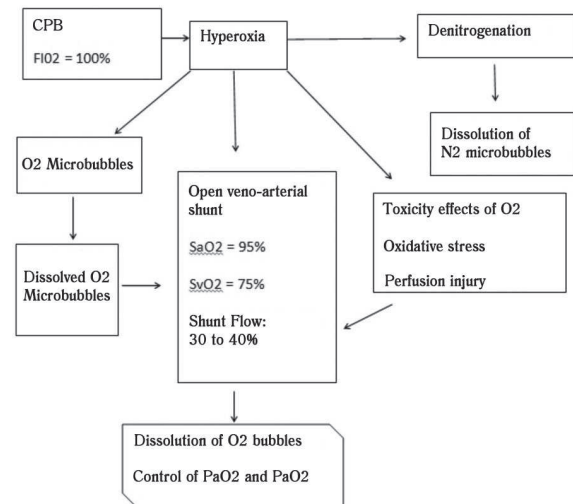 CPB
FI02 = 100%
Hyperoxia
Denitrogenation
Dissolution of
N2 microbubbles
O2 Microbubbles
Dissolved O2
Microbubbles
Open veno-arterial
shunt
SaO2 = 95%
SvO2 = 75%
Shunt Flow:
30 to 40%
Toxicity effects of O2
Oxidative stress
Perfusion injury
Dissolution of O2 bubbles
Control of PaO2 and PaO2